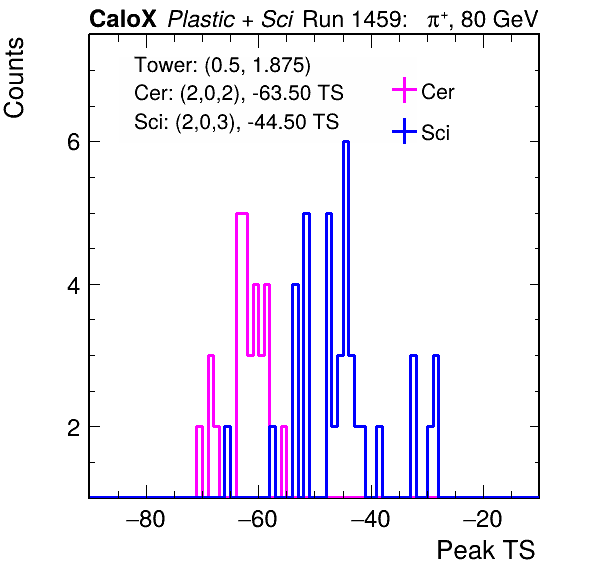 CaloX Plastic + Sci Run 1459: π⁺, 80 GeV
Counts
Tower: (0.5, 1.875)
Cer: (2,0,2), -63.50 TS
Sci: (2,0,3), -44.50 TS
Cer
Sci
6
4
2
−80 −60 −40 −20
Peak TS